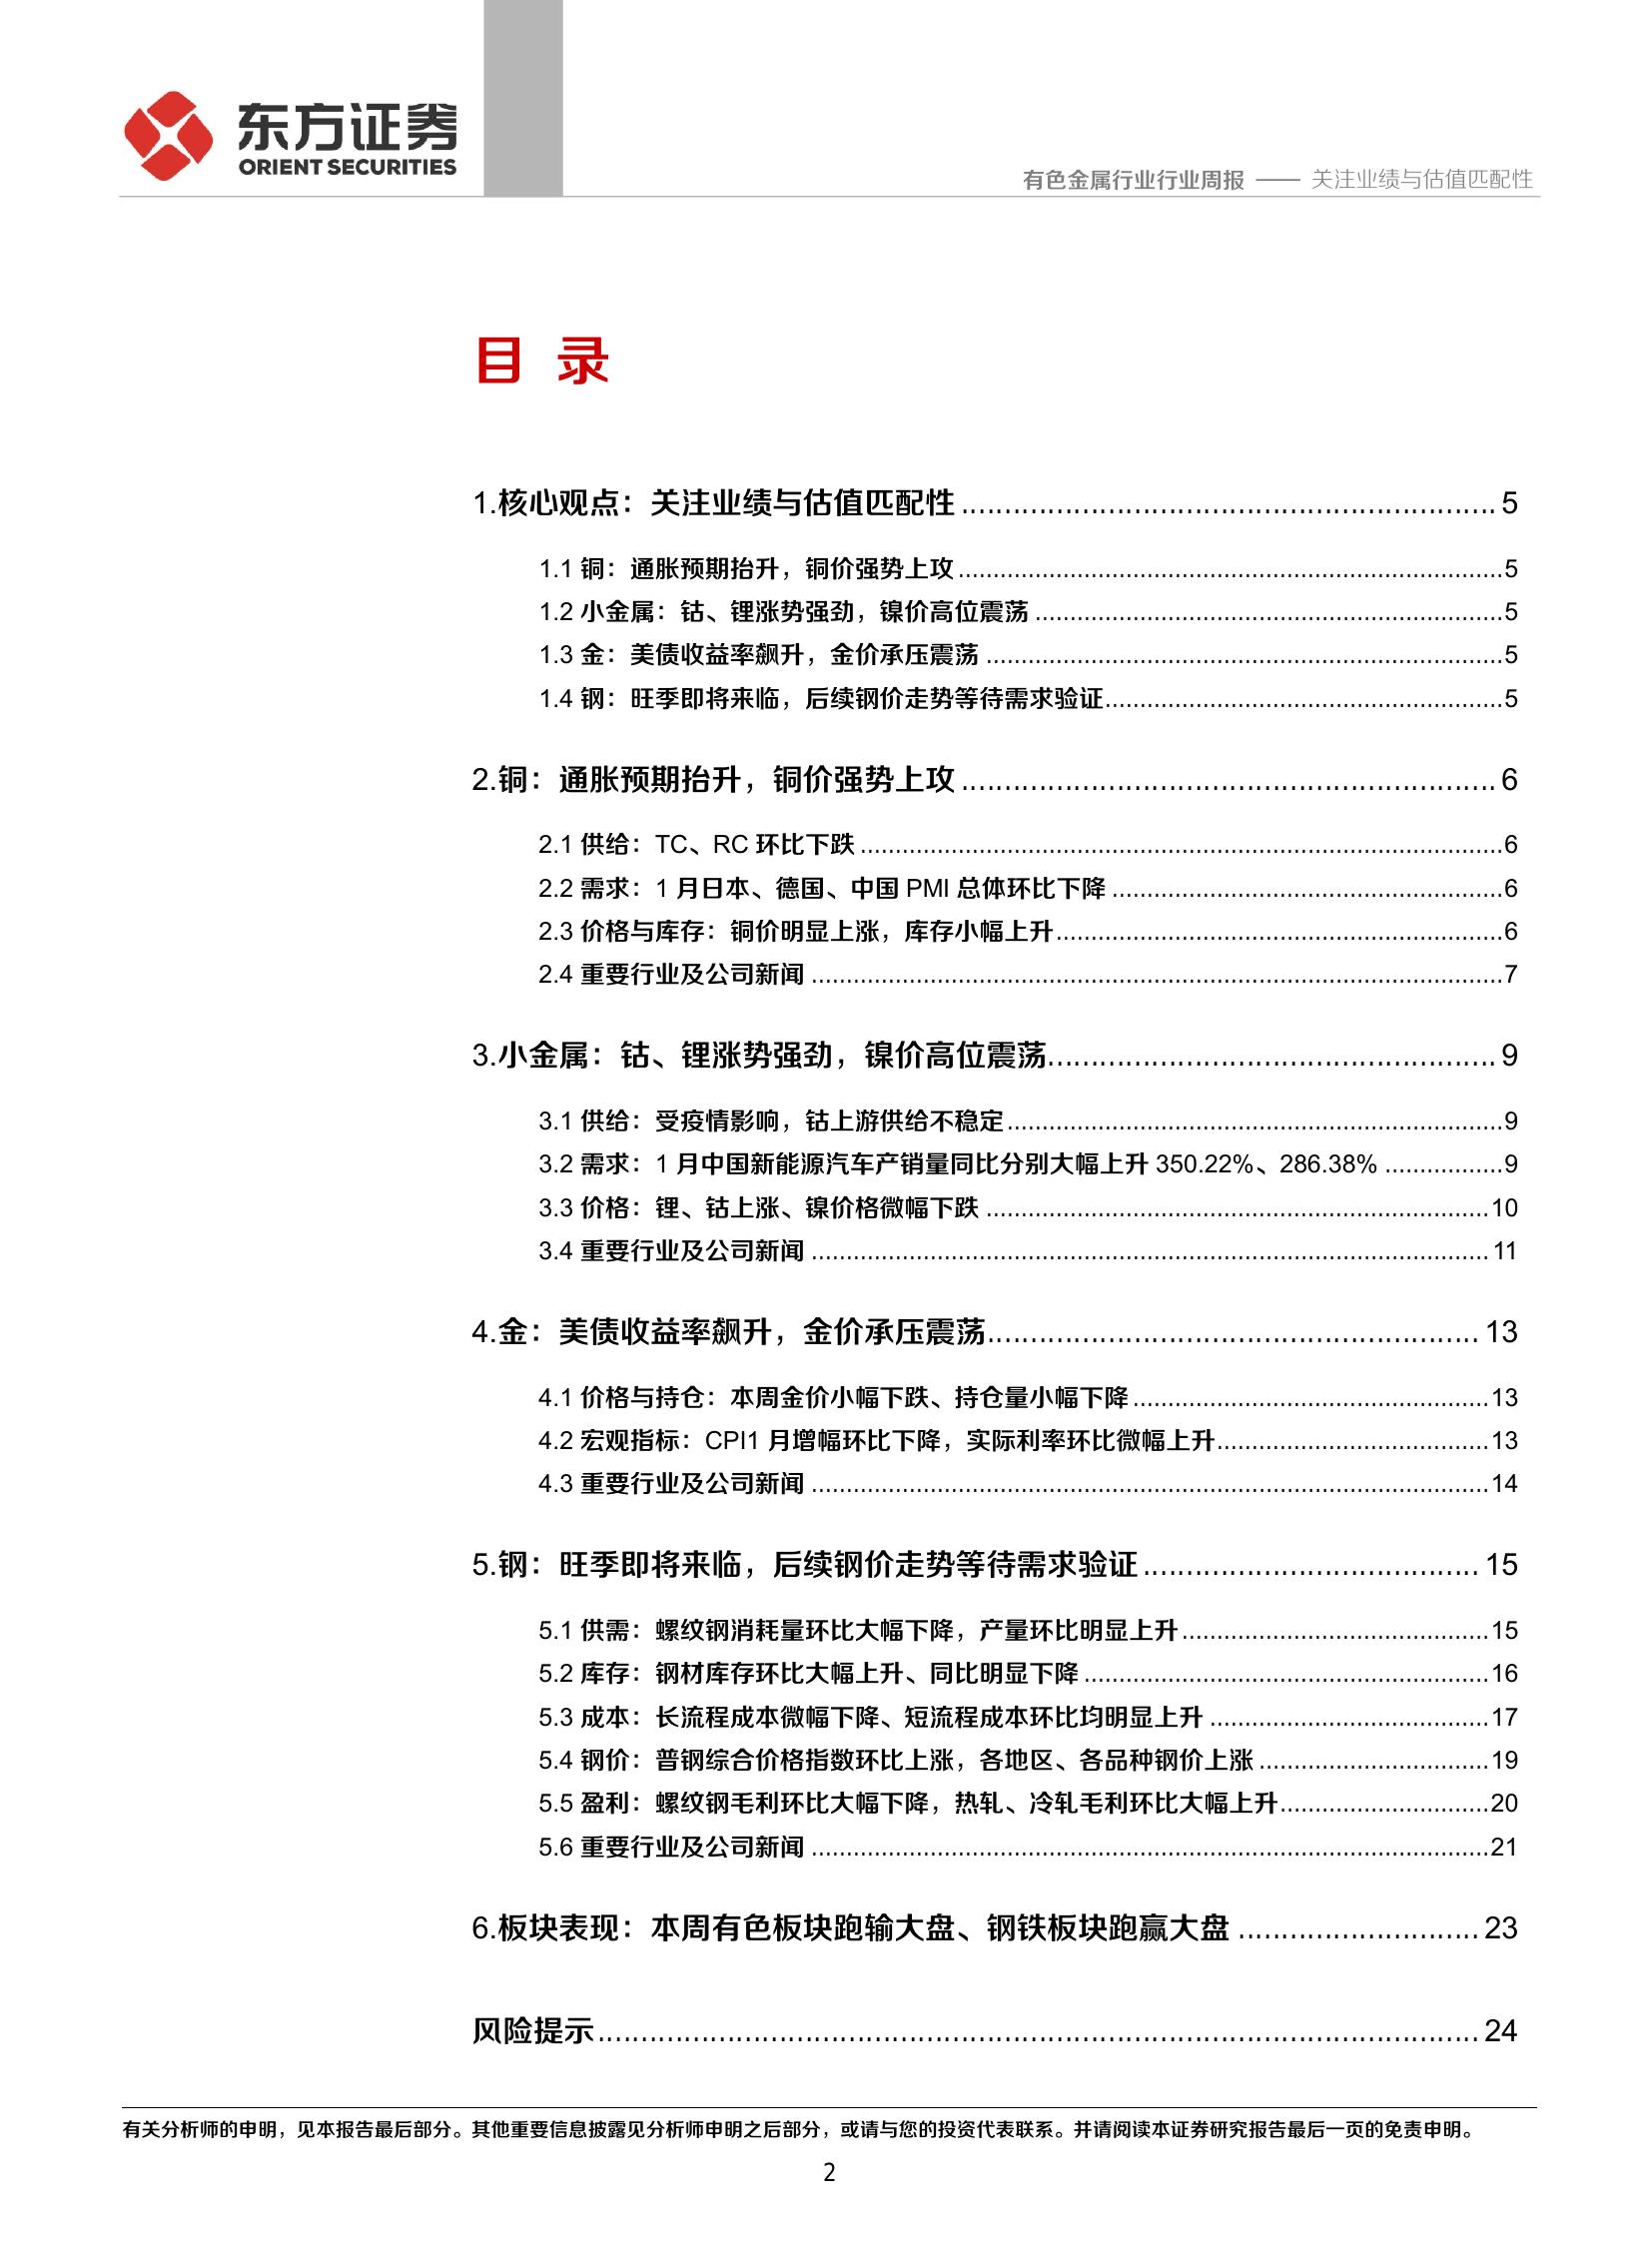 东方证券
ORIENT SECURITIES
有色金属行业行业周报 —— 关注业绩与估值匹配性
目 录
1.核心观点：关注业绩与估值匹配性 ........................................ 5
1.1 铜：通胀预期抬升，铜价强势上攻 ........................................ 5
1.2 小金属：钴、锂涨势强劲，镍价高位震荡 ........................................ 5
1.3 金：美债收益率飙升，金价承压震荡 ........................................ 5
1.4 钢：旺季即将来临，后续钢价走势等待需求验证 ........................................ 5
2.铜：通胀预期抬升，铜价强势上攻 ........................................ 6
2.1 供给：TC、RC 环比下跌 ........................................ 6
2.2 需求：1 月日本、德国、中国 PMI 总体环比下降 ........................................ 6
2.3 价格与库存：铜价明显上涨，库存小幅上升 ........................................ 6
2.4 重要行业及公司新闻 ........................................ 7
3.小金属：钴、锂涨势强劲，镍价高位震荡 ........................................ 9
3.1 供给：受疫情影响，钴上游供给不稳定 ........................................ 9
3.2 需求：1 月中国新能源汽车产销量同比分别大幅上升 350.22%、286.38% ........................................ 9
3.3 价格：锂、钴上涨、镍价格微幅下跌 ........................................ 10
3.4 重要行业及公司新闻 ........................................ 11
4.金：美债收益率飙升，金价承压震荡 ........................................ 13
4.1 价格与持仓：本周金价小幅下跌、持仓量小幅下降 ........................................ 13
4.2 宏观指标：CPI1 月增幅环比下降，实际利率环比微幅上升 ........................................ 13
4.3 重要行业及公司新闻 ........................................ 14
5.钢：旺季即将来临，后续钢价走势等待需求验证 ........................................ 15
5.1 供需：螺纹钢消耗量环比大幅下降，产量环比明显上升 ........................................ 15
5.2 库存：钢材库存环比大幅上升、同比明显下降 ........................................ 16
5.3 成本：长流程成本微幅下降、短流程成本环比均明显上升 ........................................ 17
5.4 钢价：普钢综合价格指数环比上涨，各地区、各品种钢价上涨 ........................................ 19
5.5 盈利：螺纹钢毛利环比大幅下降，热轧、冷轧毛利环比大幅上升 ........................................ 20
5.6 重要行业及公司新闻 ........................................ 21
6.板块表现：本周有色板块跑输大盘、钢铁板块跑赢大盘 ........................................ 23
风险提示 ........................................ 24
有关分析师的申明，见本报告最后部分。其他重要信息披露见分析师申明之后部分，或请与您的投资代表联系。并请阅读本证券研究报告最后一页的免责申明。
2